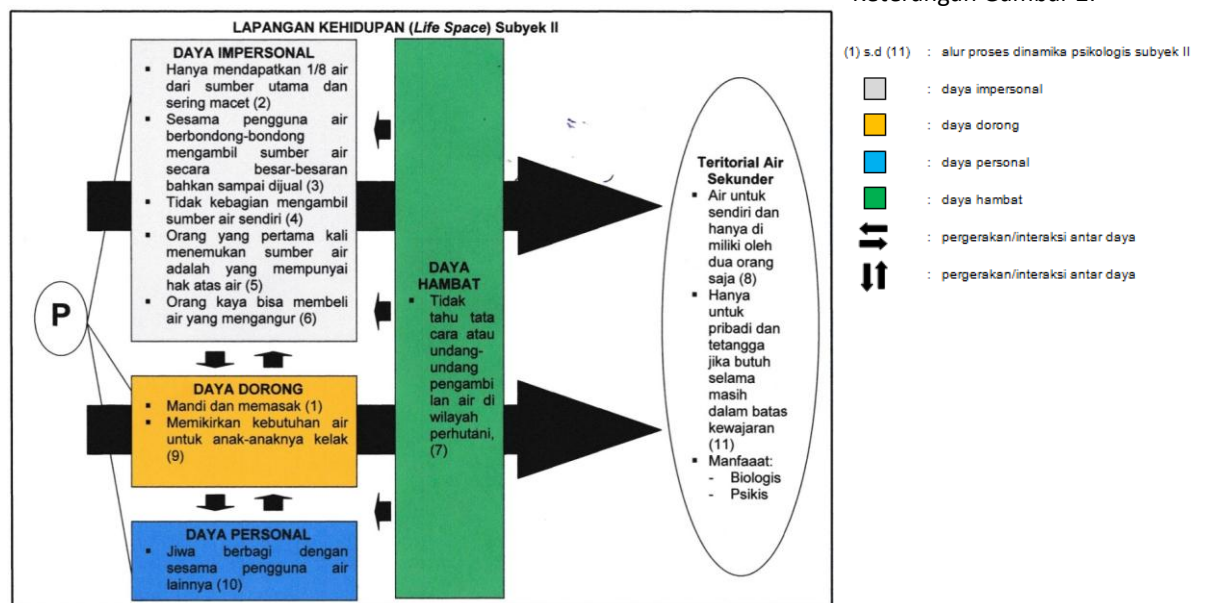 Keterangan Gambar 2:
LAPANGAN KEHIDUPAN (Life Space) Subyek II
DAYA IMPERSONAL
▪ Hanya mendapatkan 1/8 air
dari sumber utama dan
sering macet (2)
▪ Sesama pengguna air
berbondong-bondong
mengambil sumber air
secara besar-besaran
bahkan sampai dijual (3)
▪ Tidak kebagian mengambil
sumber air sendiri (4)
▪ Orang yang pertama kali
menemukan sumber air
adalah yang mempunyai
hak atas air (5)
▪ Orang kaya bisa membeli
air yang mengangur (6)
P
DAYA DORONG
▪ Mandi dan memasak (1)
▪ Memikirkan kebutuhan air
untuk anak-anaknya kelak
(9)
DAYA PERSONAL
▪ Jiwa berbagi dengan
sesama pengguna air
lainnya (10)
DAYA
HAMBAT
▪ Tidak
tahu tata
cara atau
undang-
undang
pengambi
lan air di
wilayah
perhutani,
(7)
Teritorial Air
Sekunder
▪ Air untuk
sendiri dan
hanya di
miliki oleh
dua orang
saja (8)
▪ Hanya
untuk
pribadi dan
tetangga
jika butuh
selama
masih
dalam batas
kewajaran
(11)
▪ Manfaaat:
- Biologis
- Psikis
(1) s.d (11) : alur proses dinamika psikologis subyek II
: daya impersonal
: daya dorong
: daya personal
: daya hambat
: pergerakan/interaksi antar daya
: pergerakan/interaksi antar daya